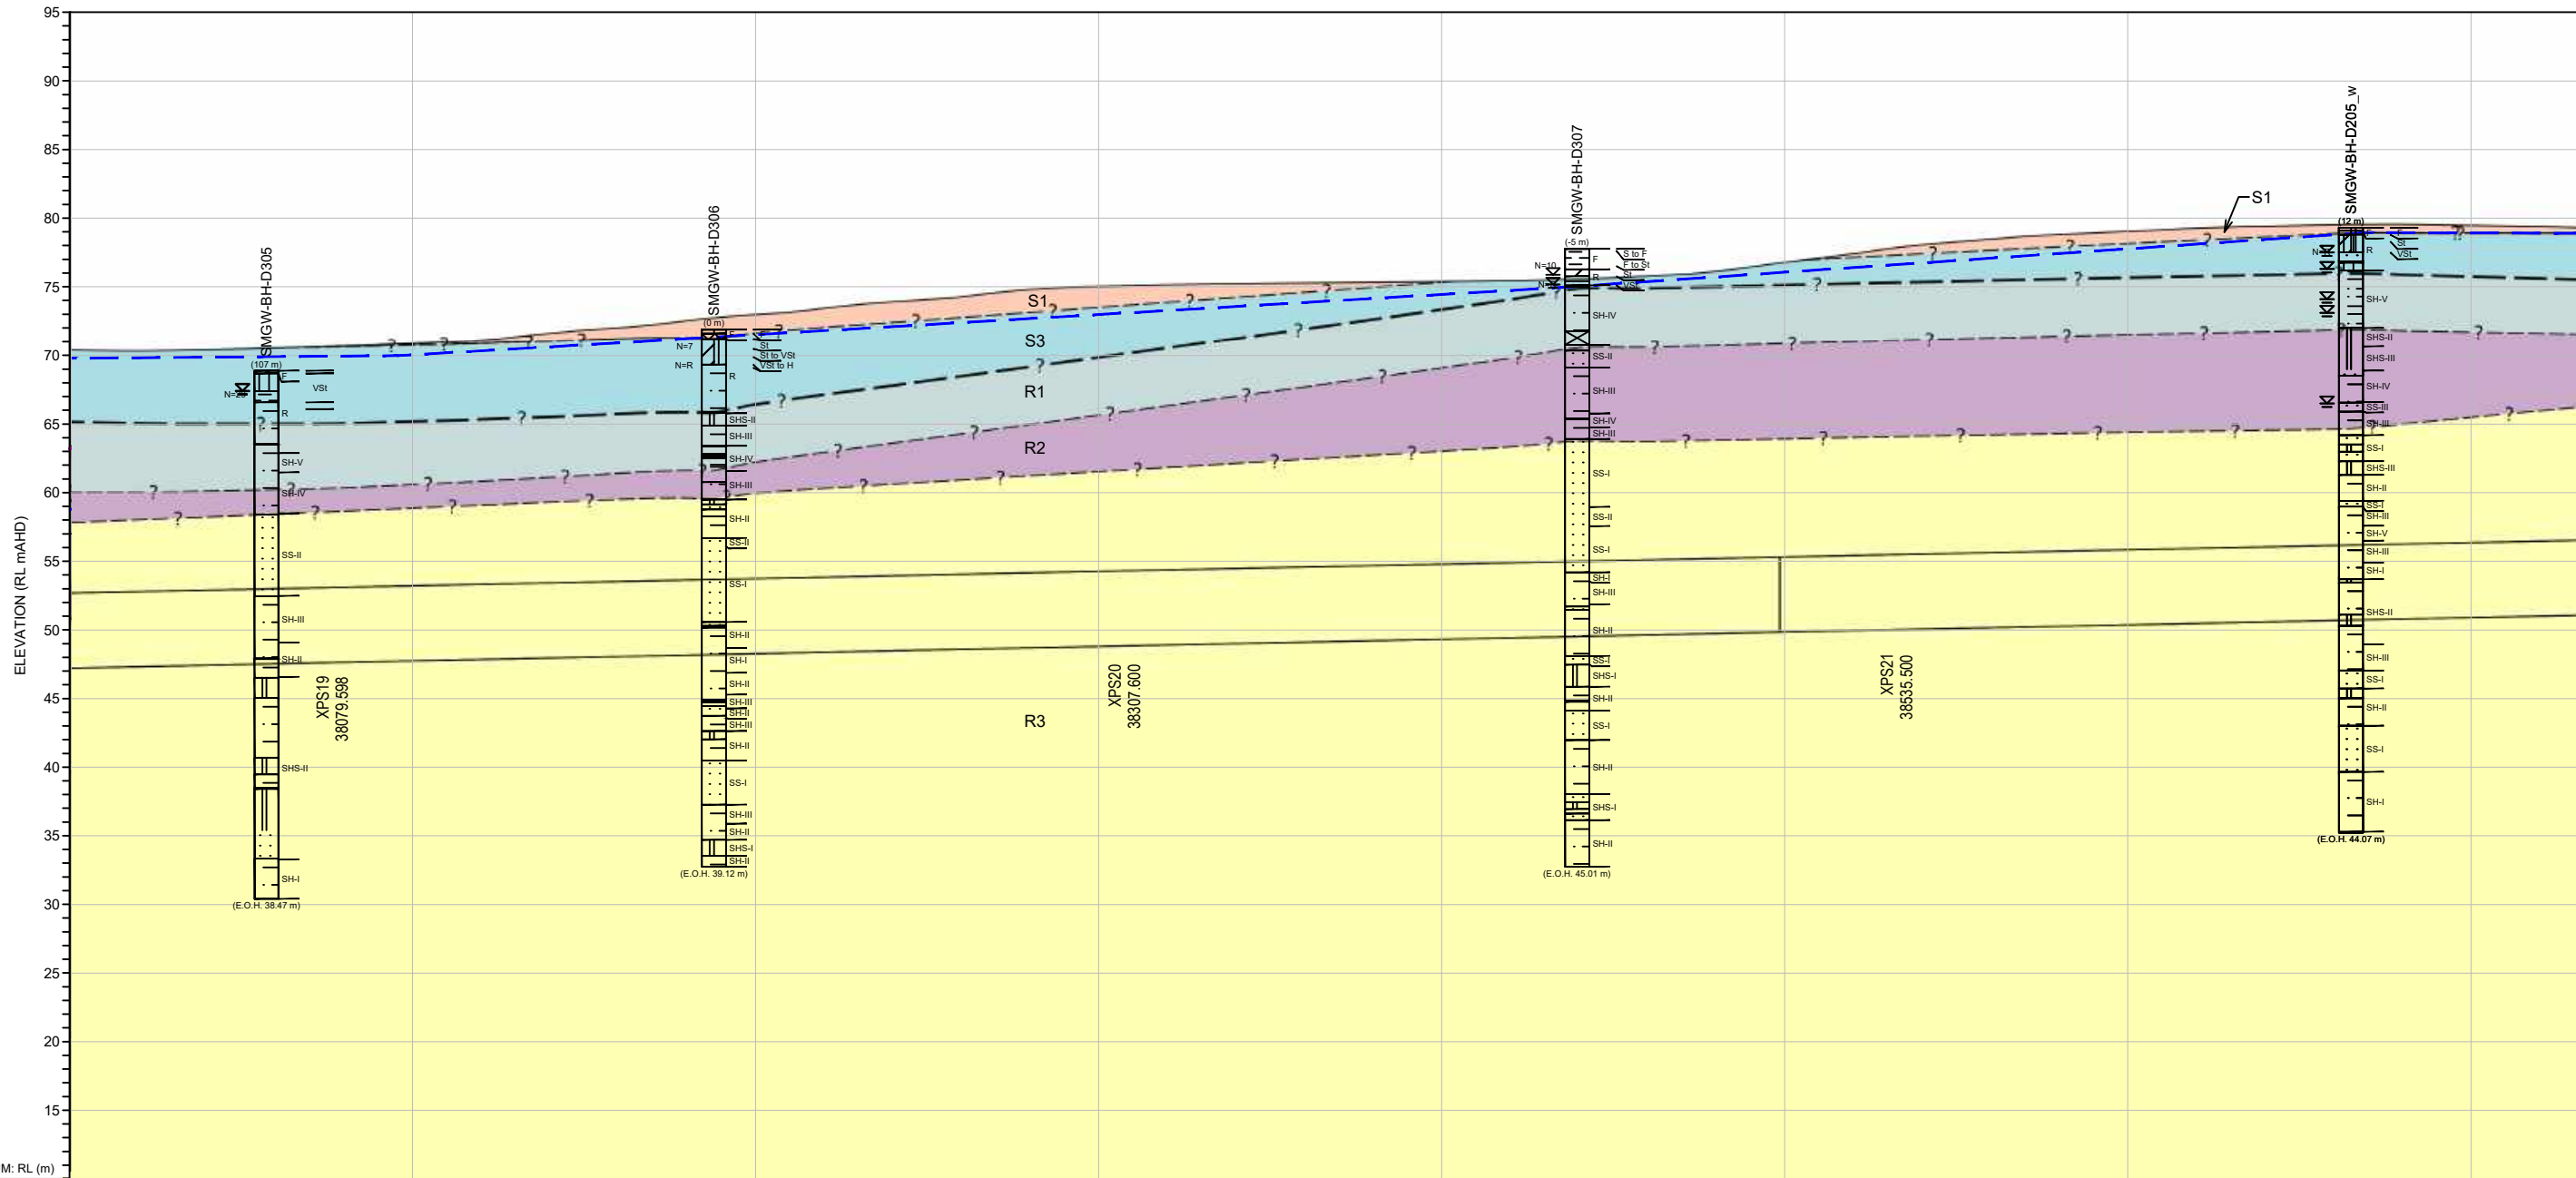 95
90
85
80
75
70
65
60
55
50
45
40
35
30
25
20
15
ELEVATION (RL mAHD)
M: RL (m)
SMGW-BH-D305
(107 m)
F
VSt
R
SH-V
SH-IV
SS-II
SH-III
SH-II
SHS-II
SH-I
(E.O.H. 38.47 m)
XPS19
38079.598
SMGW-BH-D306
(0 m)
N=7
N=R
St
St to VSt
VSt to H
R
SHS-II
SH-III
SH-IV
SH-III
SH-II
SS-II
SS-I
SH-II
SH-I
SH-II
SH-III
SH-II
SH-III
SH-II
SS-I
SH-III
SH-II
SHS-I
SH-II
(E.O.H. 39.12 m)
S1
S3
R1
R2
R3
XPS20
38307.600
SMGW-BH-D307
(-5 m)
N=10
F
R
S to F
F to St
St
VSt
SH-IV
SS-II
SH-III
SH-IV
SH-III
SS-I
SS-II
SS-I
SH-I
SH-III
SH-II
SS-I
SHS-I
SH-II
SS-I
SH-II
SHS-I
SH-II
(E.O.H. 45.01 m)
XPS21
38535.500
S1
SMGW-BH-D205_w
(12 m)
R
St
VSt
SH-V
SHS-II
SHS-III
SH-IV
SS-III
SH-III
SS-I
SHS-III
SH-II
SS-I
SH-III
SH-V
SH-III
SH-I
SHS-II
SH-III
SS-I
SH-II
SS-I
SH-I
(E.O.H. 44.07 m)